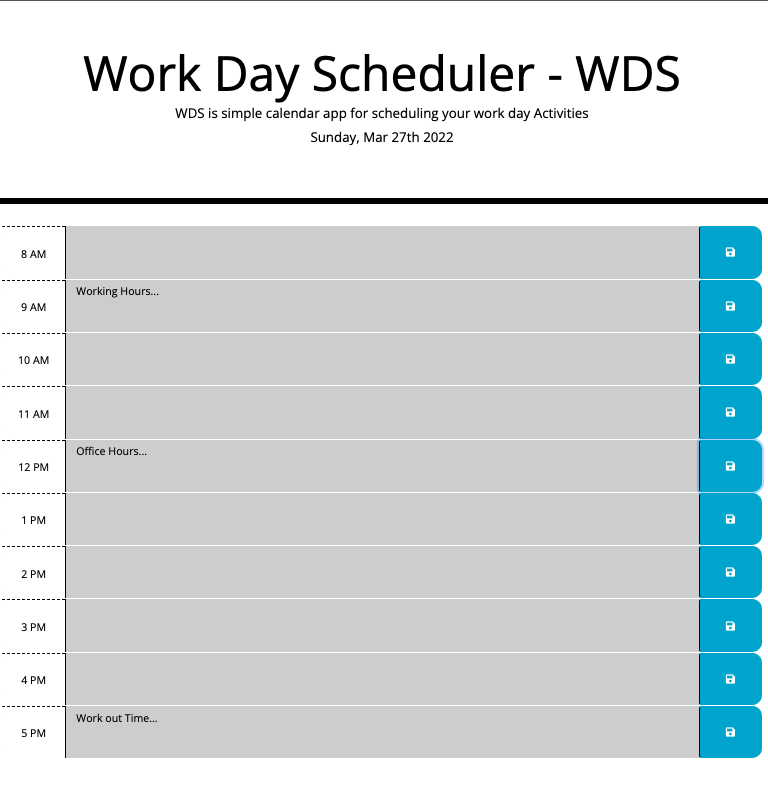 Work Day Scheduler - WDS
WDS is simple calendar app for scheduling your work day Activities
Sunday, Mar 27th 2022
8 AM
9 AM Working Hours...
10 AM
11 AM
12 PM Office Hours...
1 PM
2 PM
3 PM
4 PM
5 PM Work out Time...